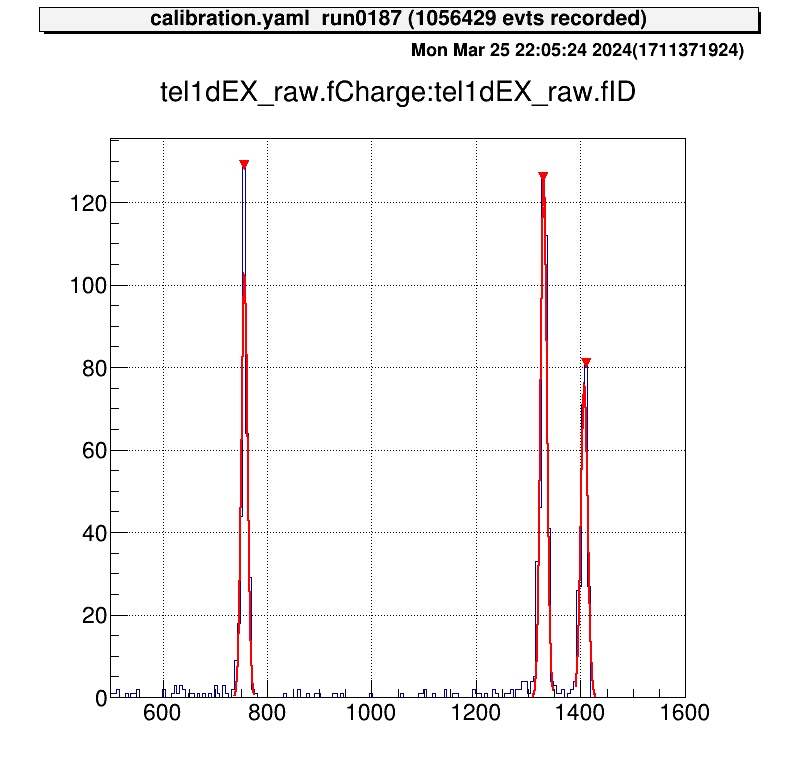 calibration.yaml run0187 (1056429 evts recorded)
Mon Mar 25 22:05:24 2024(1711371924)
tel1dEX_raw.fCharge:tel1dEX_raw.fID
120
100
80
60
40
20
0
600 800 1000 1200 1400 1600